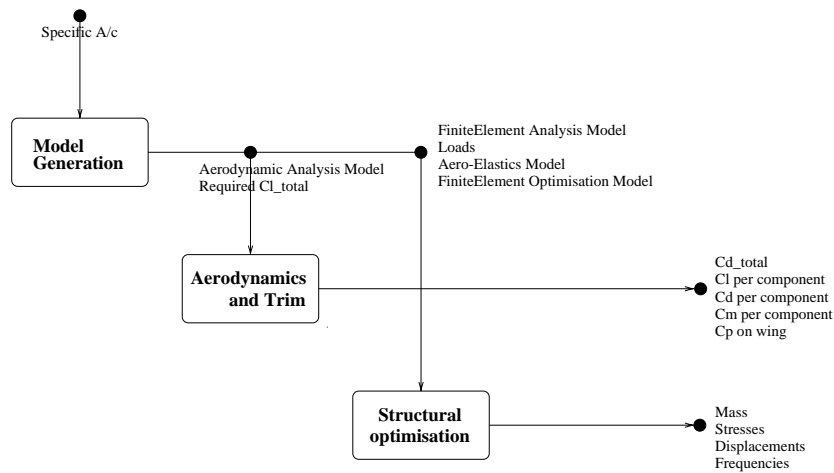 Specific A/c
Model
Generation
FiniteElement Analysis Model
Loads
Aero-Elastics Model
FiniteElement Optimisation Model
Aerodynamic Analysis Model
Required Cl_total
Aerodynamics
and Trim
Cd_total
Cl per component
Cd per component
Cm per component
Cp on wing
Structural
optimisation
Mass
Stresses
Displacements
Frequencies